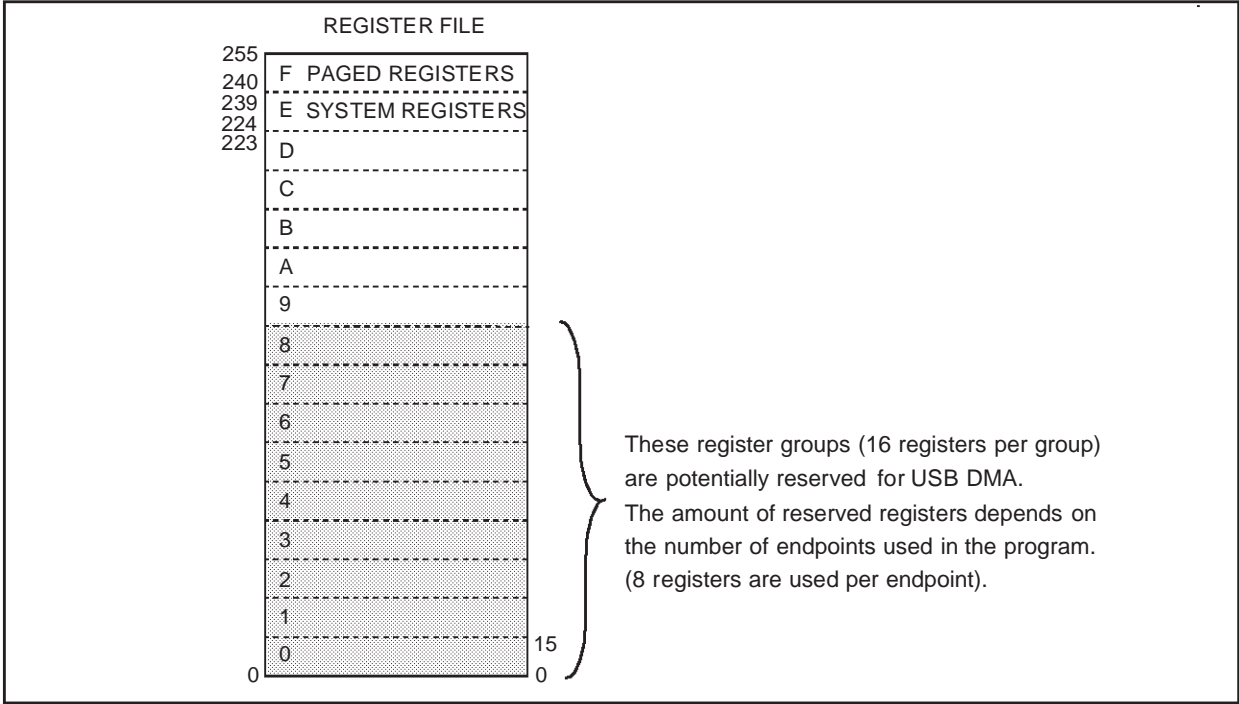 REGISTER FILE
255
F PAGED REGISTERS
240
239
E SYSTEM REGISTERS
224
223
D
C
B
A
9
8
7
6
5
4
3
2
1
0
15
0
0
These register groups (16 registers per group)
are potentially reserved for USB DMA.
The amount of reserved registers depends on
the number of endpoints used in the program.
(8 registers are used per endpoint).